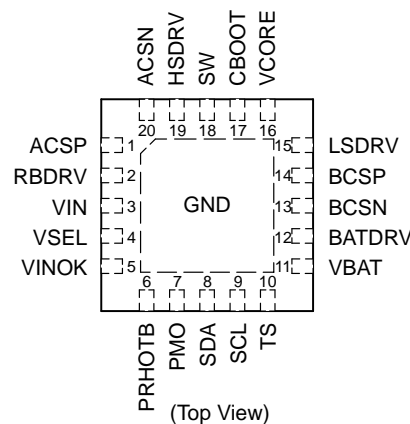 ACSN
HSDRV
SW
CBOOT
VCORE
20
19
18
17
16
ACSP 1
RBDRV 2
VIN 3
VSEL 4
VINOK 5
GND
15 LSDRV
14 BCSP
13 BCSN
12 BATDRV
11 VBAT
6
7
8
9
10
PRHOTB
PMO
SDA
SCL
TS
(Top View)